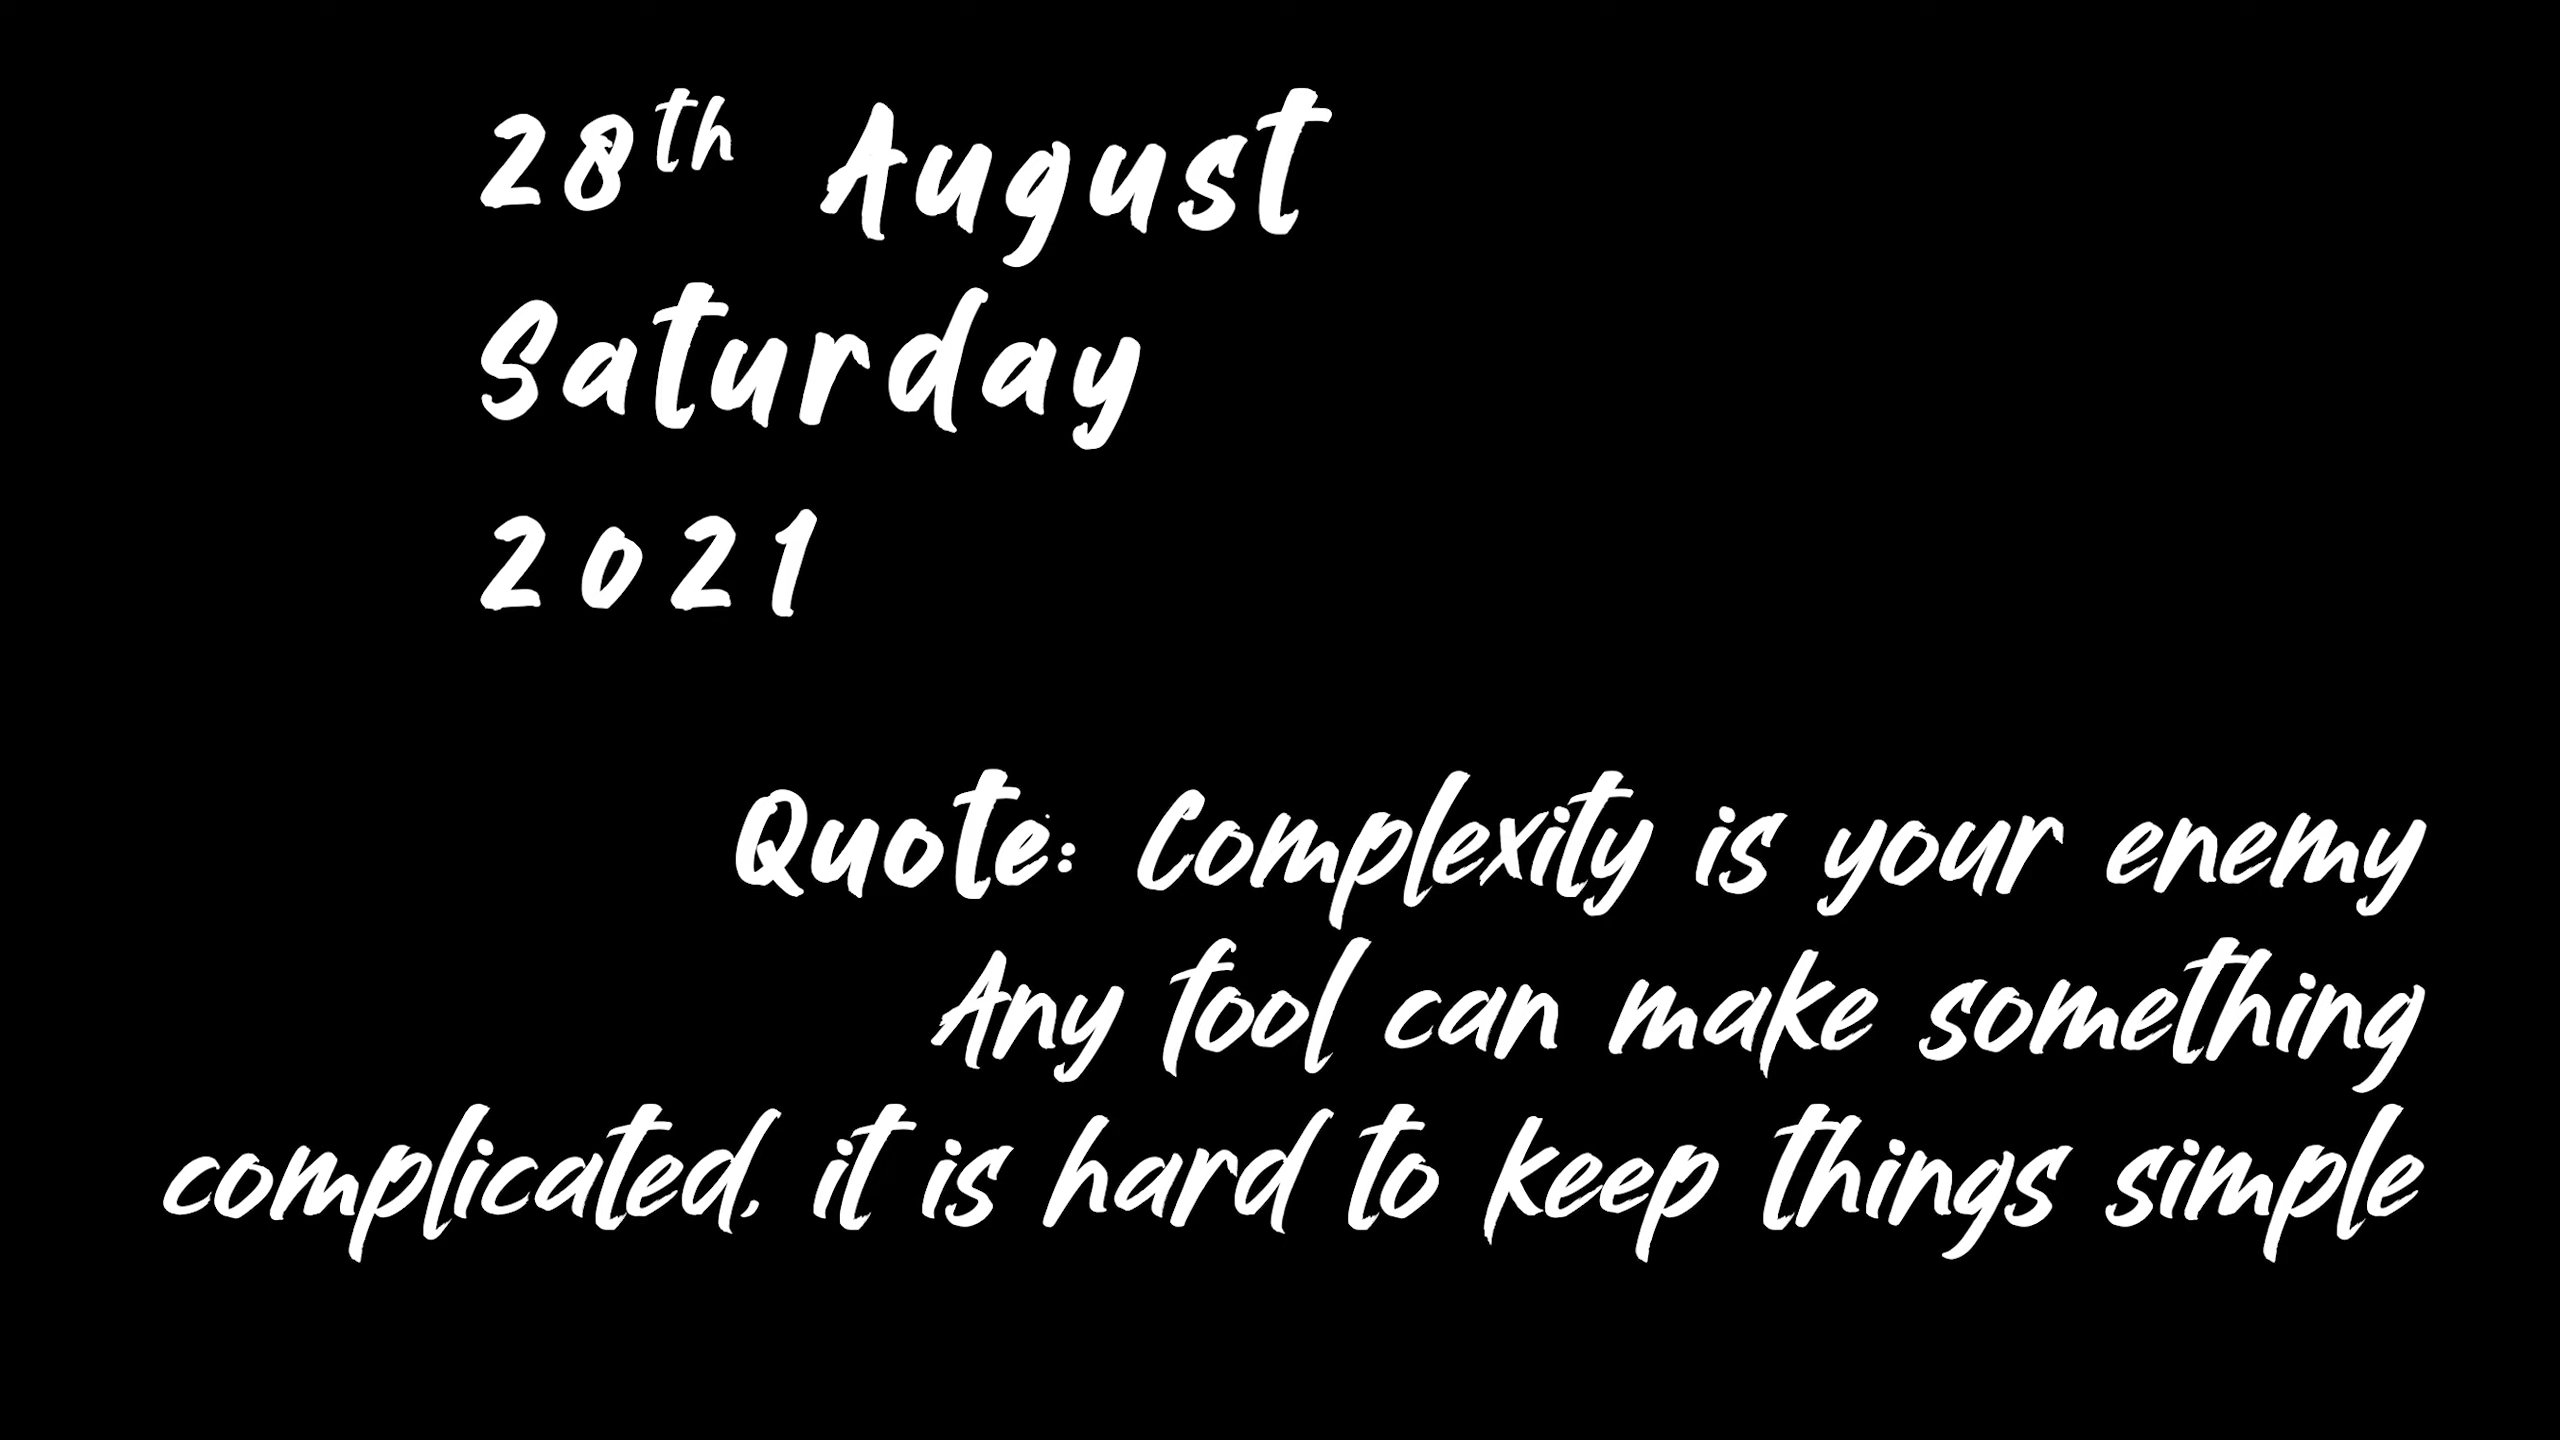 28th August
Saturday
2021
Quote: Complexity is your enemy
Any fool can make something
complicated, it is hard to keep things simple